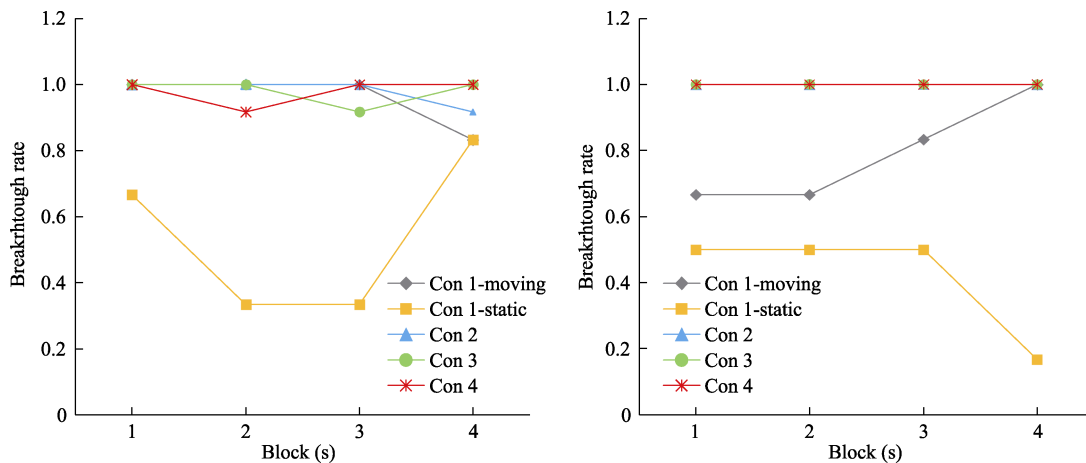 1.2
1.0
0.8
0.6
0.4
0.2
0
Breakrhtough rate
1
2
3
4
Block (s)
Con 1-moving
Con 1-static
Con 2
Con 3
Con 4
1.2
1.0
0.8
0.6
0.4
0.2
0
Breakrhtough rate
1
2
3
4
Block (s)
Con 1-moving
Con 1-static
Con 2
Con 3
Con 4